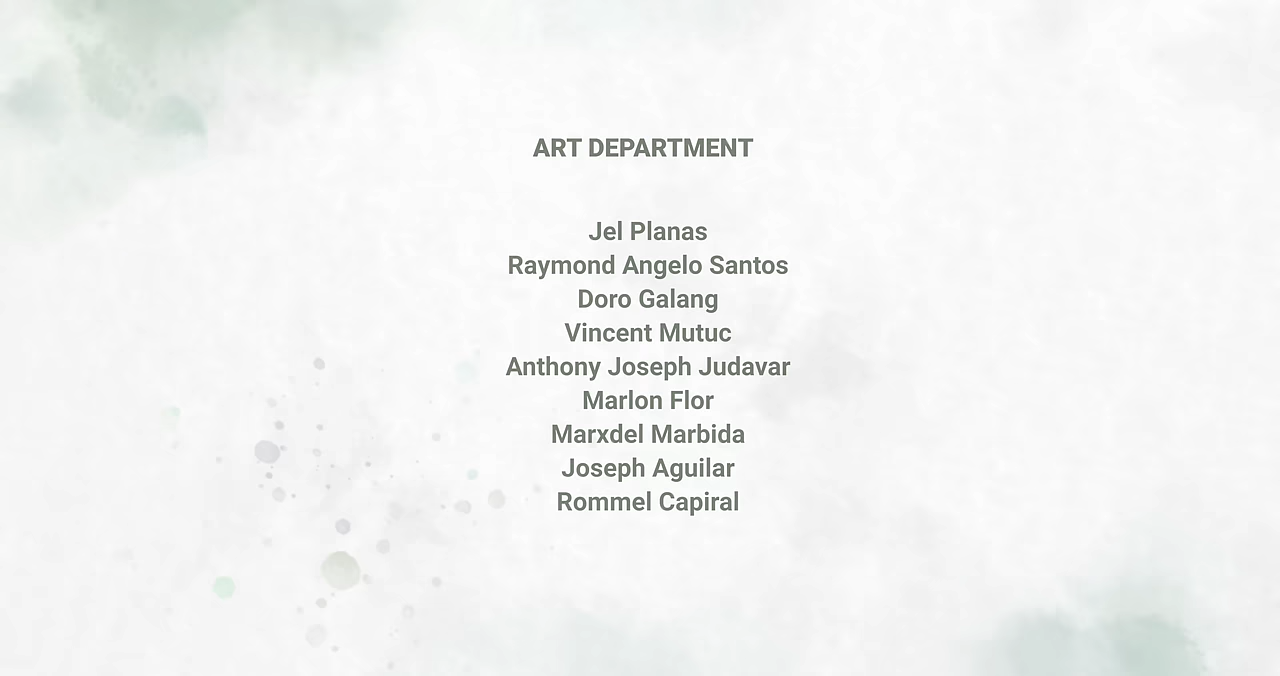 ART DEPARTMENT
Jel Planas
Raymond Angelo Santos
Doro Galang
Vincent Mutuc
Anthony Joseph Judavar
Marlon Flor
Marxdel Marbida
Joseph Aguilar
Rommel Capiral